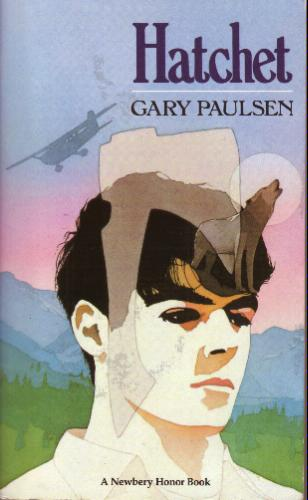 Hatchet
GARY PAULSEN
A Newbery Honor Book